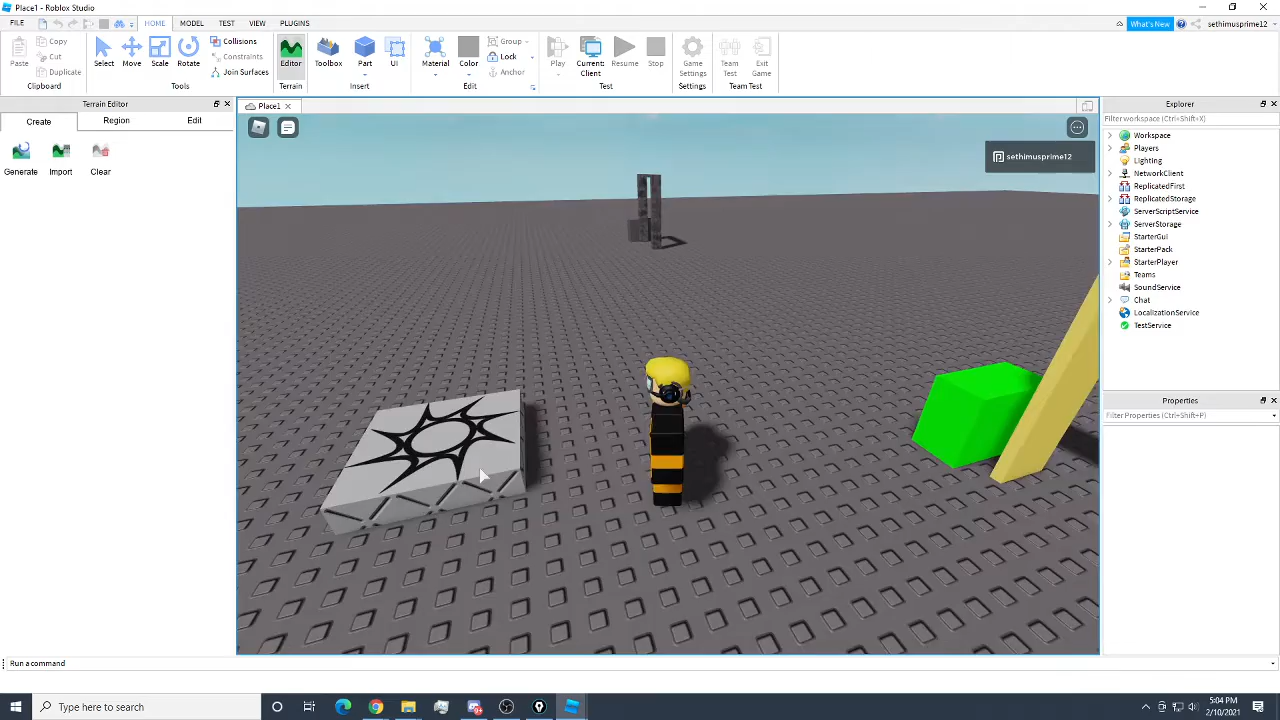 Place1 - Roblox Studio
FILE HOME MODEL TEST VIEW PLUGINS
What's New sethimusprime12
Paste Copy Cut Duplicate Clipboard
Select Move Scale Rotate Collisions Constraints Join Surfaces Tools
Editor Terrain
Toolbox Part UI Insert
Material Color Group Lock Anchor Edit
Play Current: Client Resume Stop Test
Game Settings Settings
Team Test Exit Game Team Test
Terrain Editor
Create Region Edit
Generate Import Clear
Place1
sethimusprime12
Explorer
Filter workspace (Ctrl+Shift+X)
Workspace
Players
Lighting
NetworkClient
ReplicatedFirst
ReplicatedStorage
ServerScriptService
ServerStorage
StarterGui
StarterPack
StarterPlayer
Teams
SoundService
Chat
LocalizationService
TestService
Properties
Filter Properties (Ctrl+Shift+P)
Run a command
Type here to search
5:04 PM
2/10/2021